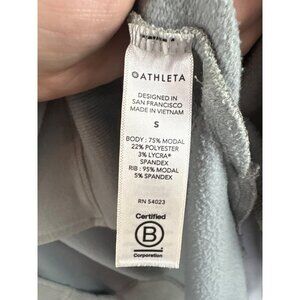 ATHLETA
DESIGNED IN
SAN FRANCISCO
MADE IN VIETNAM
S
BODY: 75% MODAL
22% POLYESTER
3% LYCRA®
SPANDEX
RIB: 95% MODAL
5% SPANDEX
RN 54023
Certified
B
Corporation